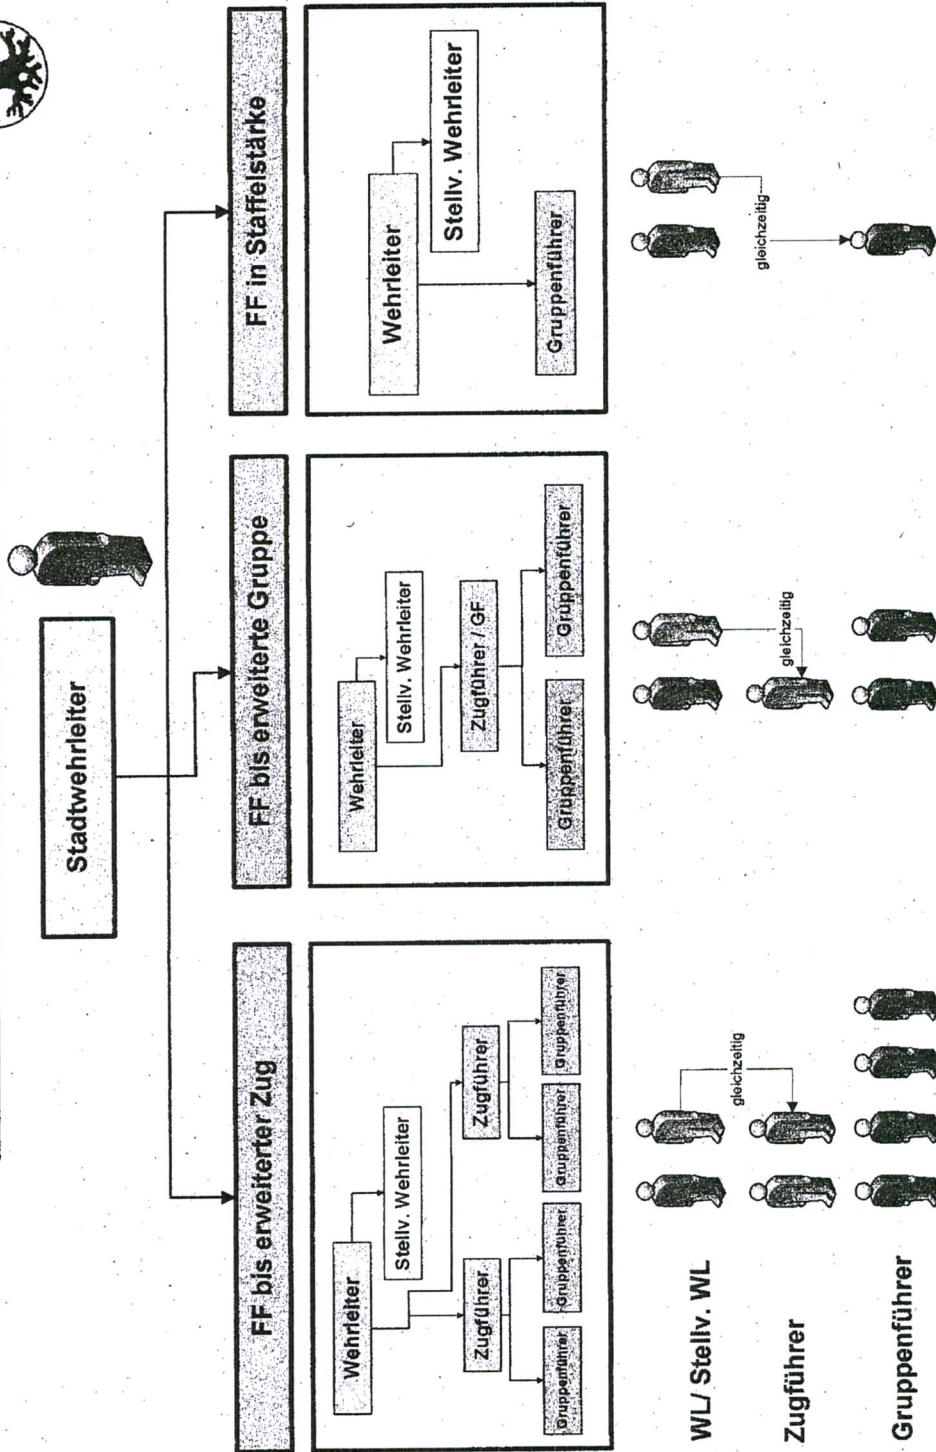 Stadtwehrleiter
FF bis erweiterter Zug
FF bis erweiterte Gruppe
FF in Staffelstärke
Wehrleiter
Stellv. Wehrleiter
Zugführer
Zugführer
Gruppenführer
Gruppenführer
Gruppenführer
Gruppenführer
Wehrleiter
Stellv. Wehrleiter
Zugführer / GF
Gruppenführer
Gruppenführer
Wehrleiter
Stellv. Wehrleiter
Gruppenführer
WL/ Stellv. WL
gleichzeitig
gleichzeitig
gleichzeitig
Zugführer
Gruppenführer